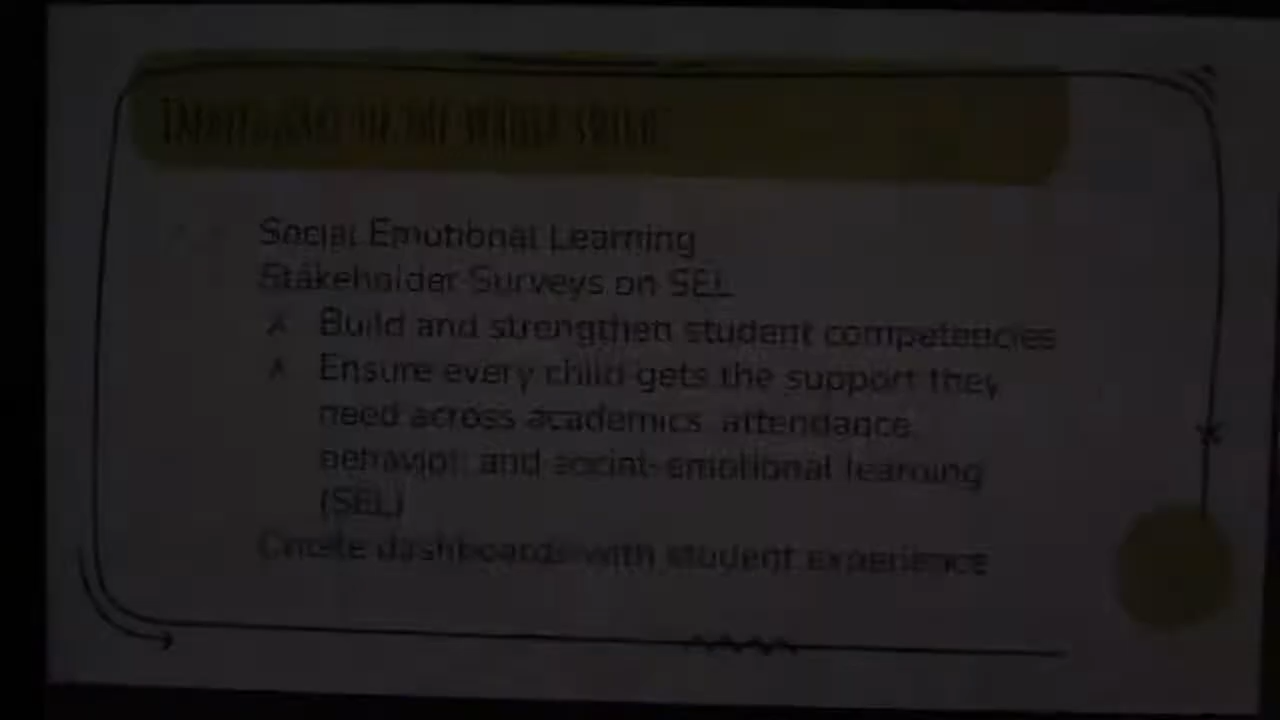 Social Emotional Learning
Stakeholder Surveys on SEL
Build and strengthen student competencies
Ensure every child gets the support they
need across academics, attendance,
behavior, and social-emotional learning
(SEL)
Create dashboards with student experience